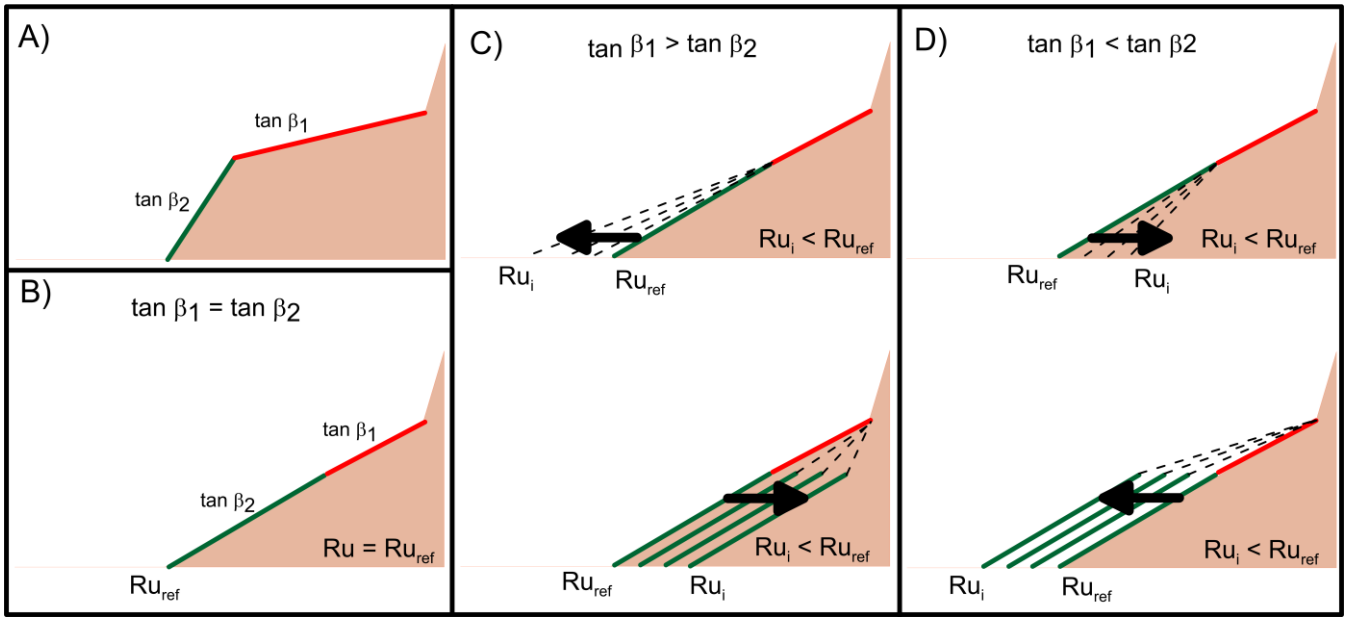 A)
tan β1
tan β2
B)
tan β1 = tan β2
tan β1
tan β2
Ru = Ruref
Ruref
C)
tan β1 > tan β2
Rui < Ruref
Rui
Ruref
Rui < Ruref
Ruref
Rui
D)
tan β1 < tan β2
Rui < Ruref
Ruref
Rui
Rui < Ruref
Rui
Ruref